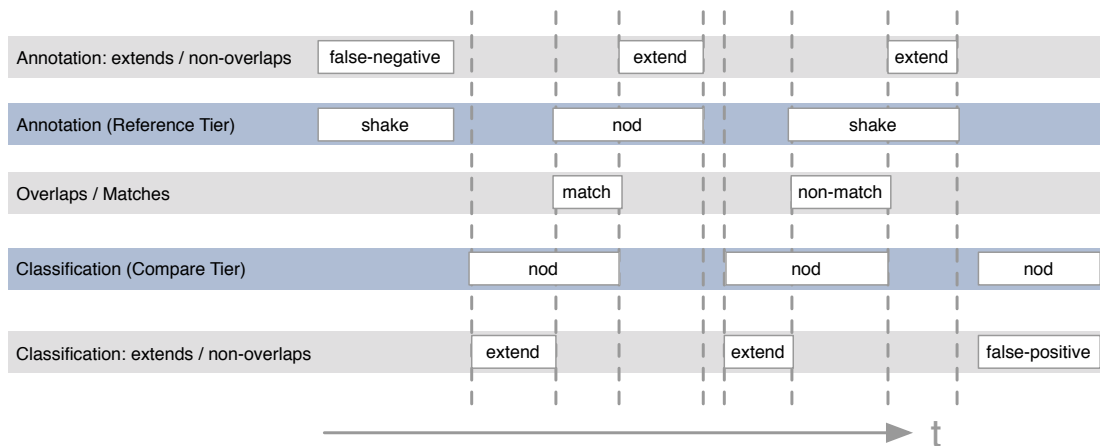 Annotation: extends / non-overlaps false-negative extend extend
Annotation (Reference Tier) shake nod shake
Overlaps / Matches match non-match
Classification (Compare Tier) nod nod nod
Classification: extends / non-overlaps extend extend false-positive
t